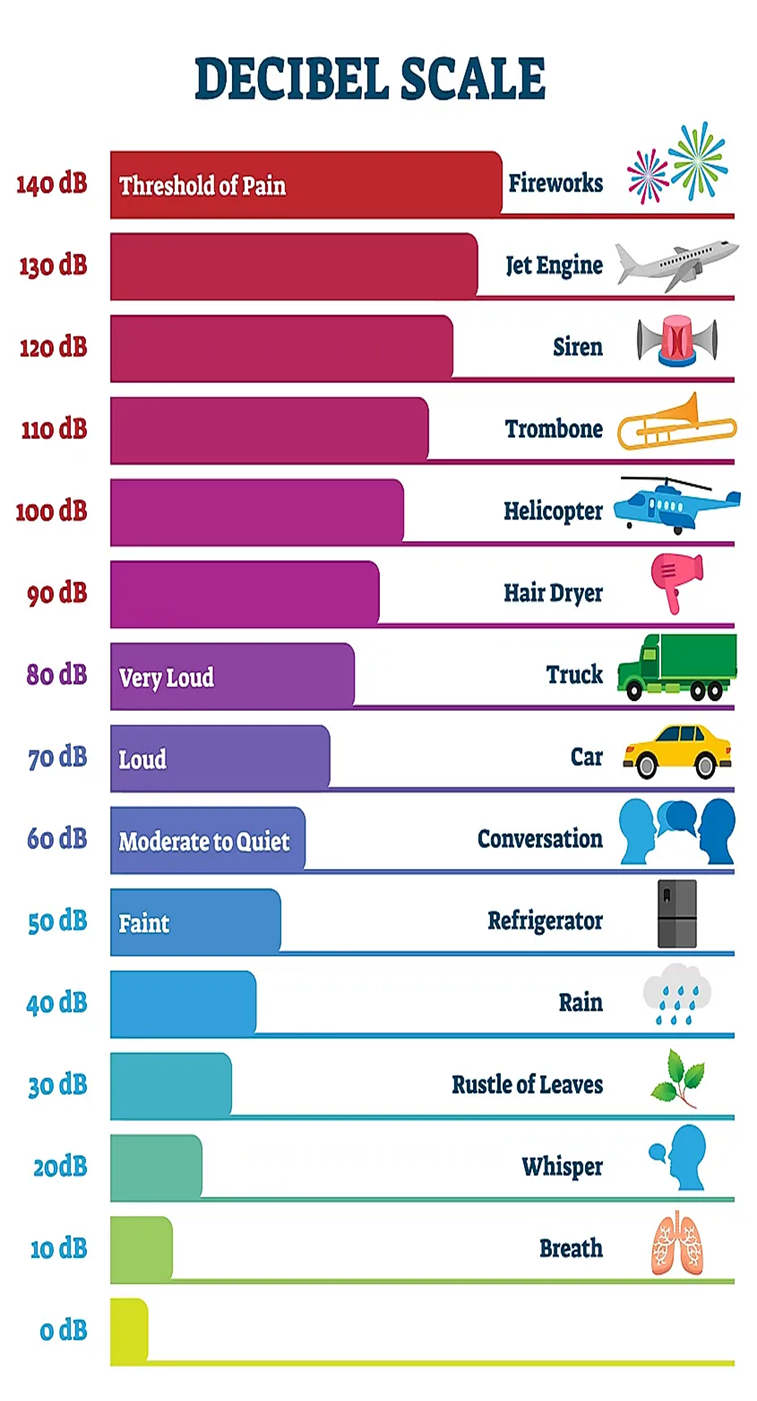 DECIBEL SCALE
140 dB Threshold of Pain Fireworks
130 dB Jet Engine
120 dB Siren
110 dB Trombone
100 dB Helicopter
90 dB Hair Dryer
80 dB Very Loud Truck
70 dB Loud Car
60 dB Moderate to Quiet Conversation
50 dB Faint Refrigerator
40 dB Rain
30 dB Rustle of Leaves
20dB Whisper
10 dB Breath
0 dB